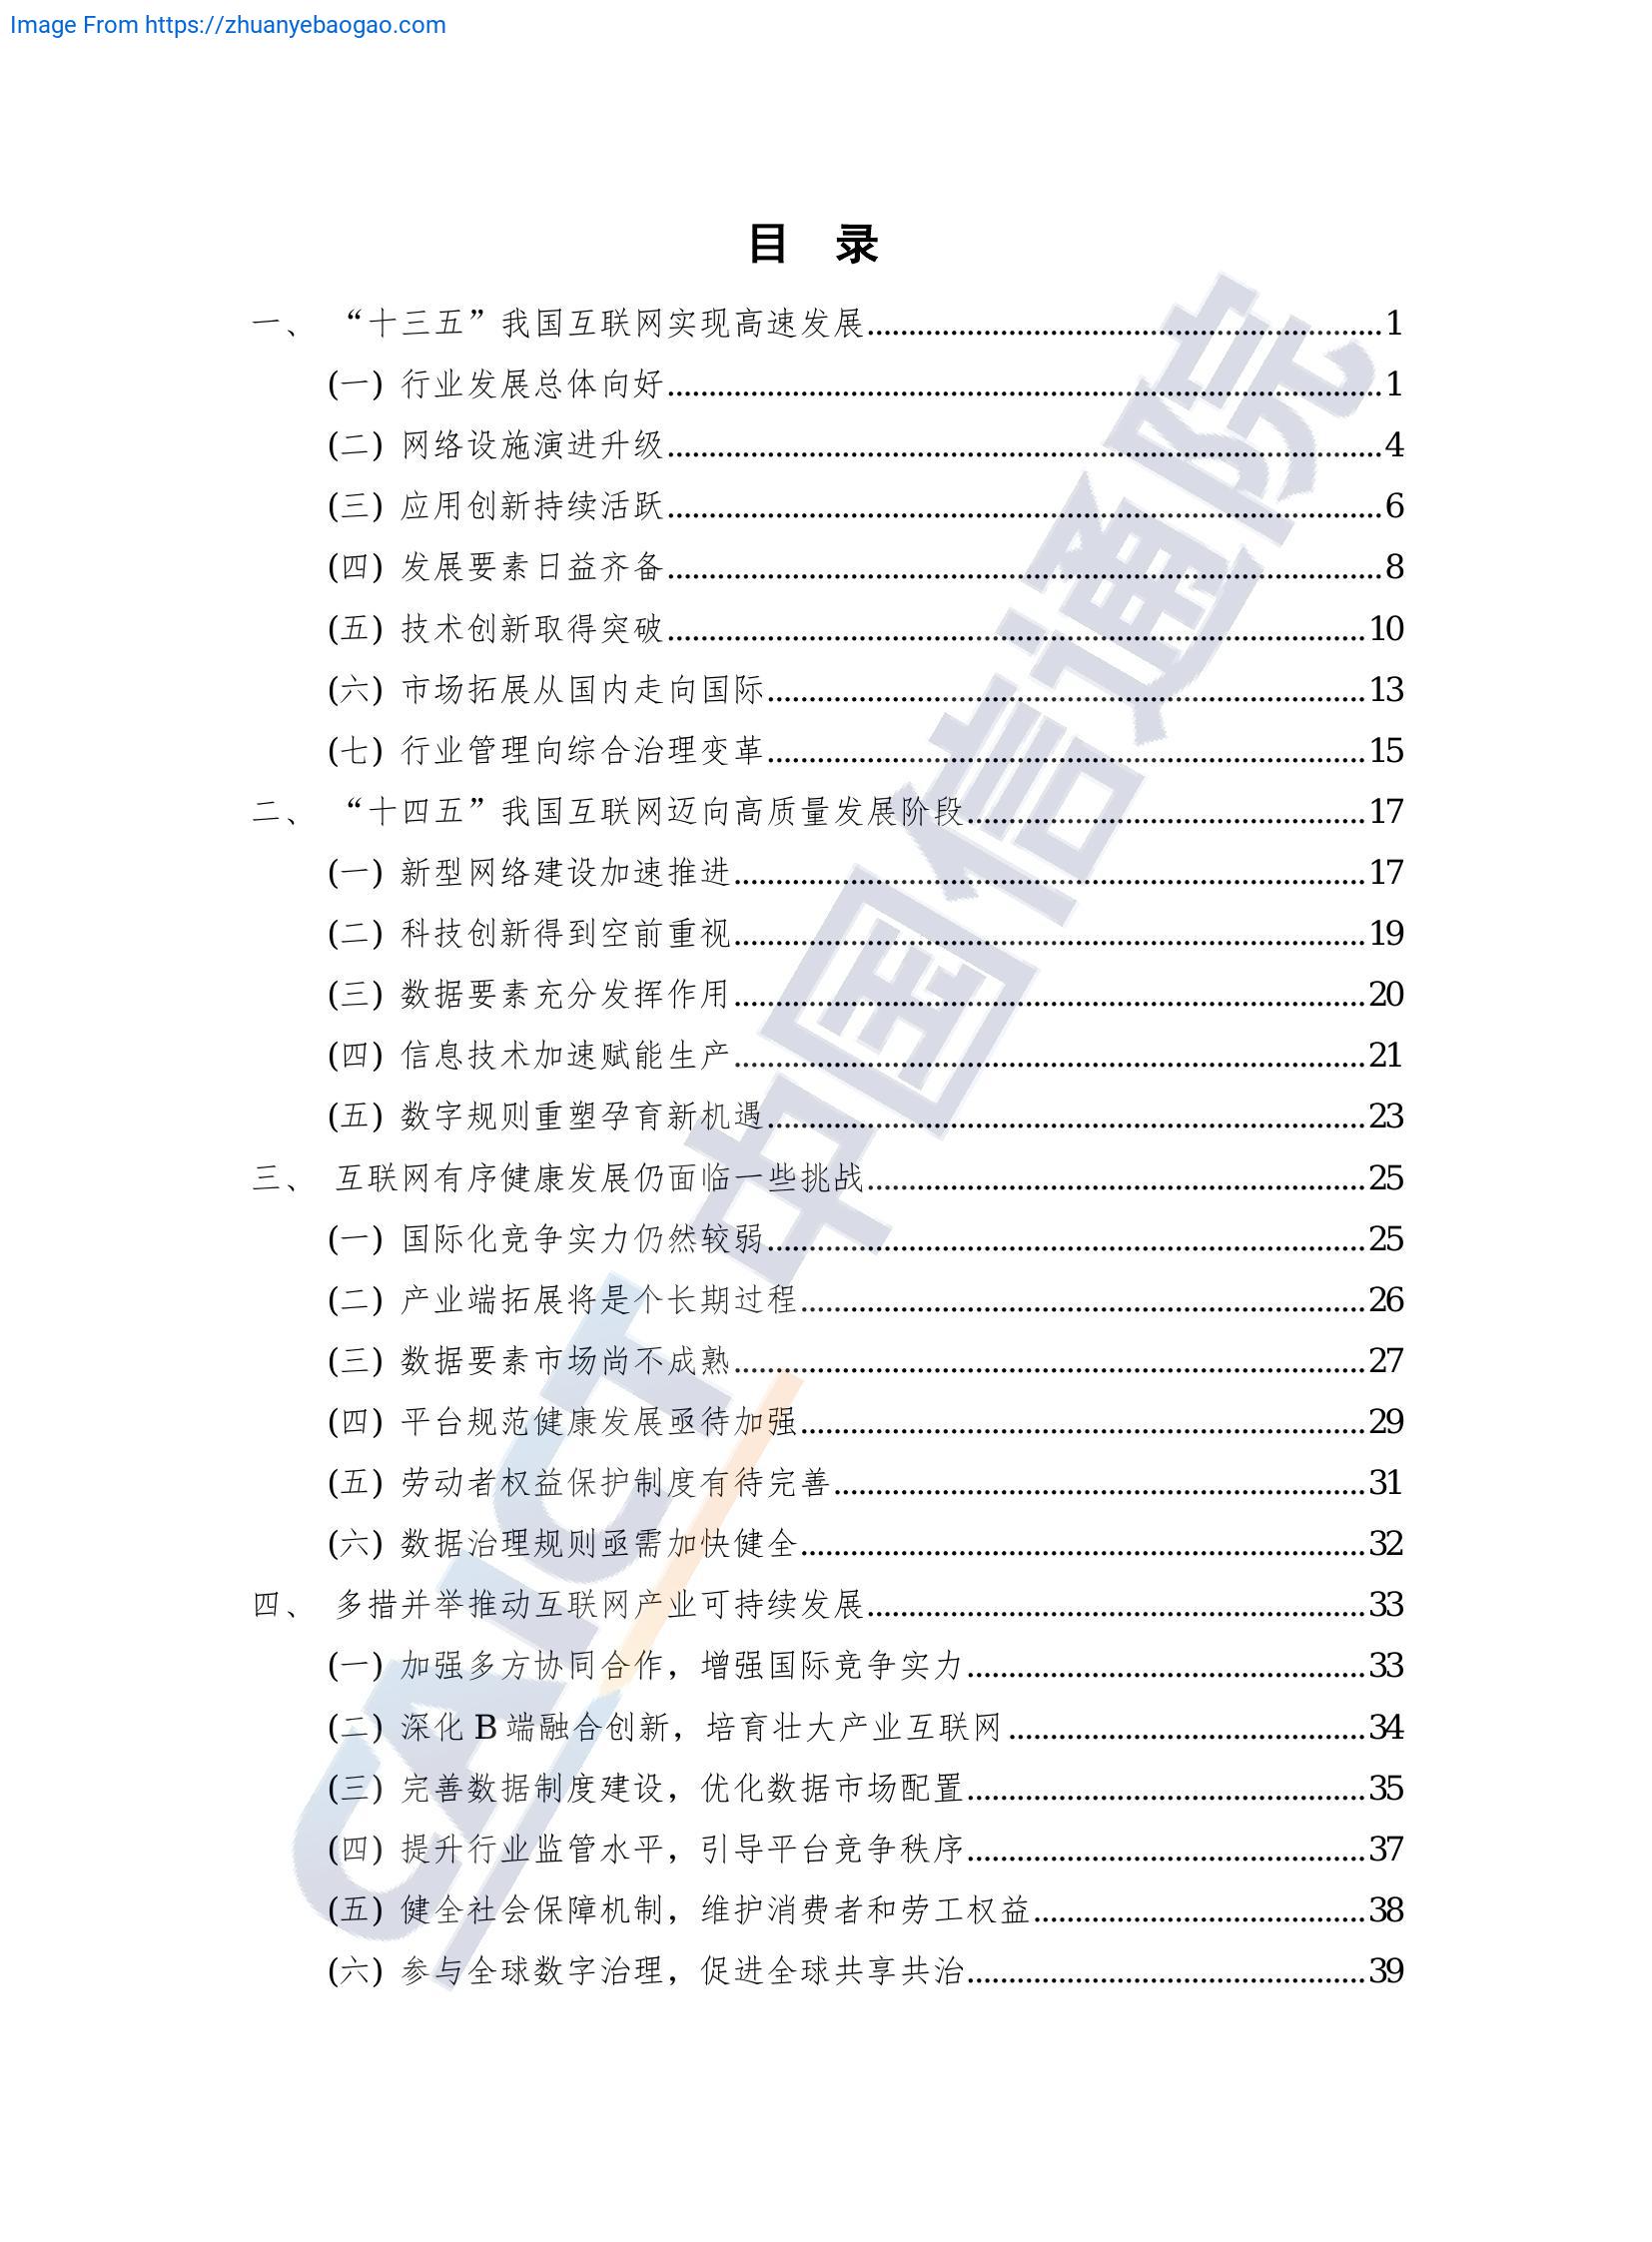 Image From https://zhuanyebaogao.com
目 录
一、 “十三五”我国互联网实现高速发展......1
(一) 行业发展总体向好......1
(二) 网络设施演进升级......4
(三) 应用创新持续活跃......6
(四) 发展要素日益齐备......8
(五) 技术创新取得突破......10
(六) 市场拓展从国内走向国际......13
(七) 行业管理向综合治理变革......15
二、 “十四五”我国互联网迈向高质量发展阶段......17
(一) 新型网络建设加速推进......17
(二) 科技创新得到空前重视......19
(三) 数据要素充分发挥作用......20
(四) 信息技术加速赋能生产......21
(五) 数字规则重塑孕育新机遇......23
三、 互联网有序健康发展仍面临一些挑战......25
(一) 国际化竞争实力仍然较弱......25
(二) 产业端拓展将是个长期过程......26
(三) 数据要素市场尚不成熟......27
(四) 平台规范健康发展亟待加强......29
(五) 劳动者权益保护制度有待完善......31
(六) 数据治理规则亟需加快健全......32
四、 多措并举推动互联网产业可持续发展......33
(一) 加强多方协同合作，增强国际竞争实力......33
(二) 深化 B 端融合创新，培育壮大产业互联网......34
(三) 完善数据制度建设，优化数据市场配置......35
(四) 提升行业监管水平，引导平台竞争秩序......37
(五) 健全社会保障机制，维护消费者和劳工权益......38
(六) 参与全球数字治理，促进全球共享共治......39
CAICT 中国信通院